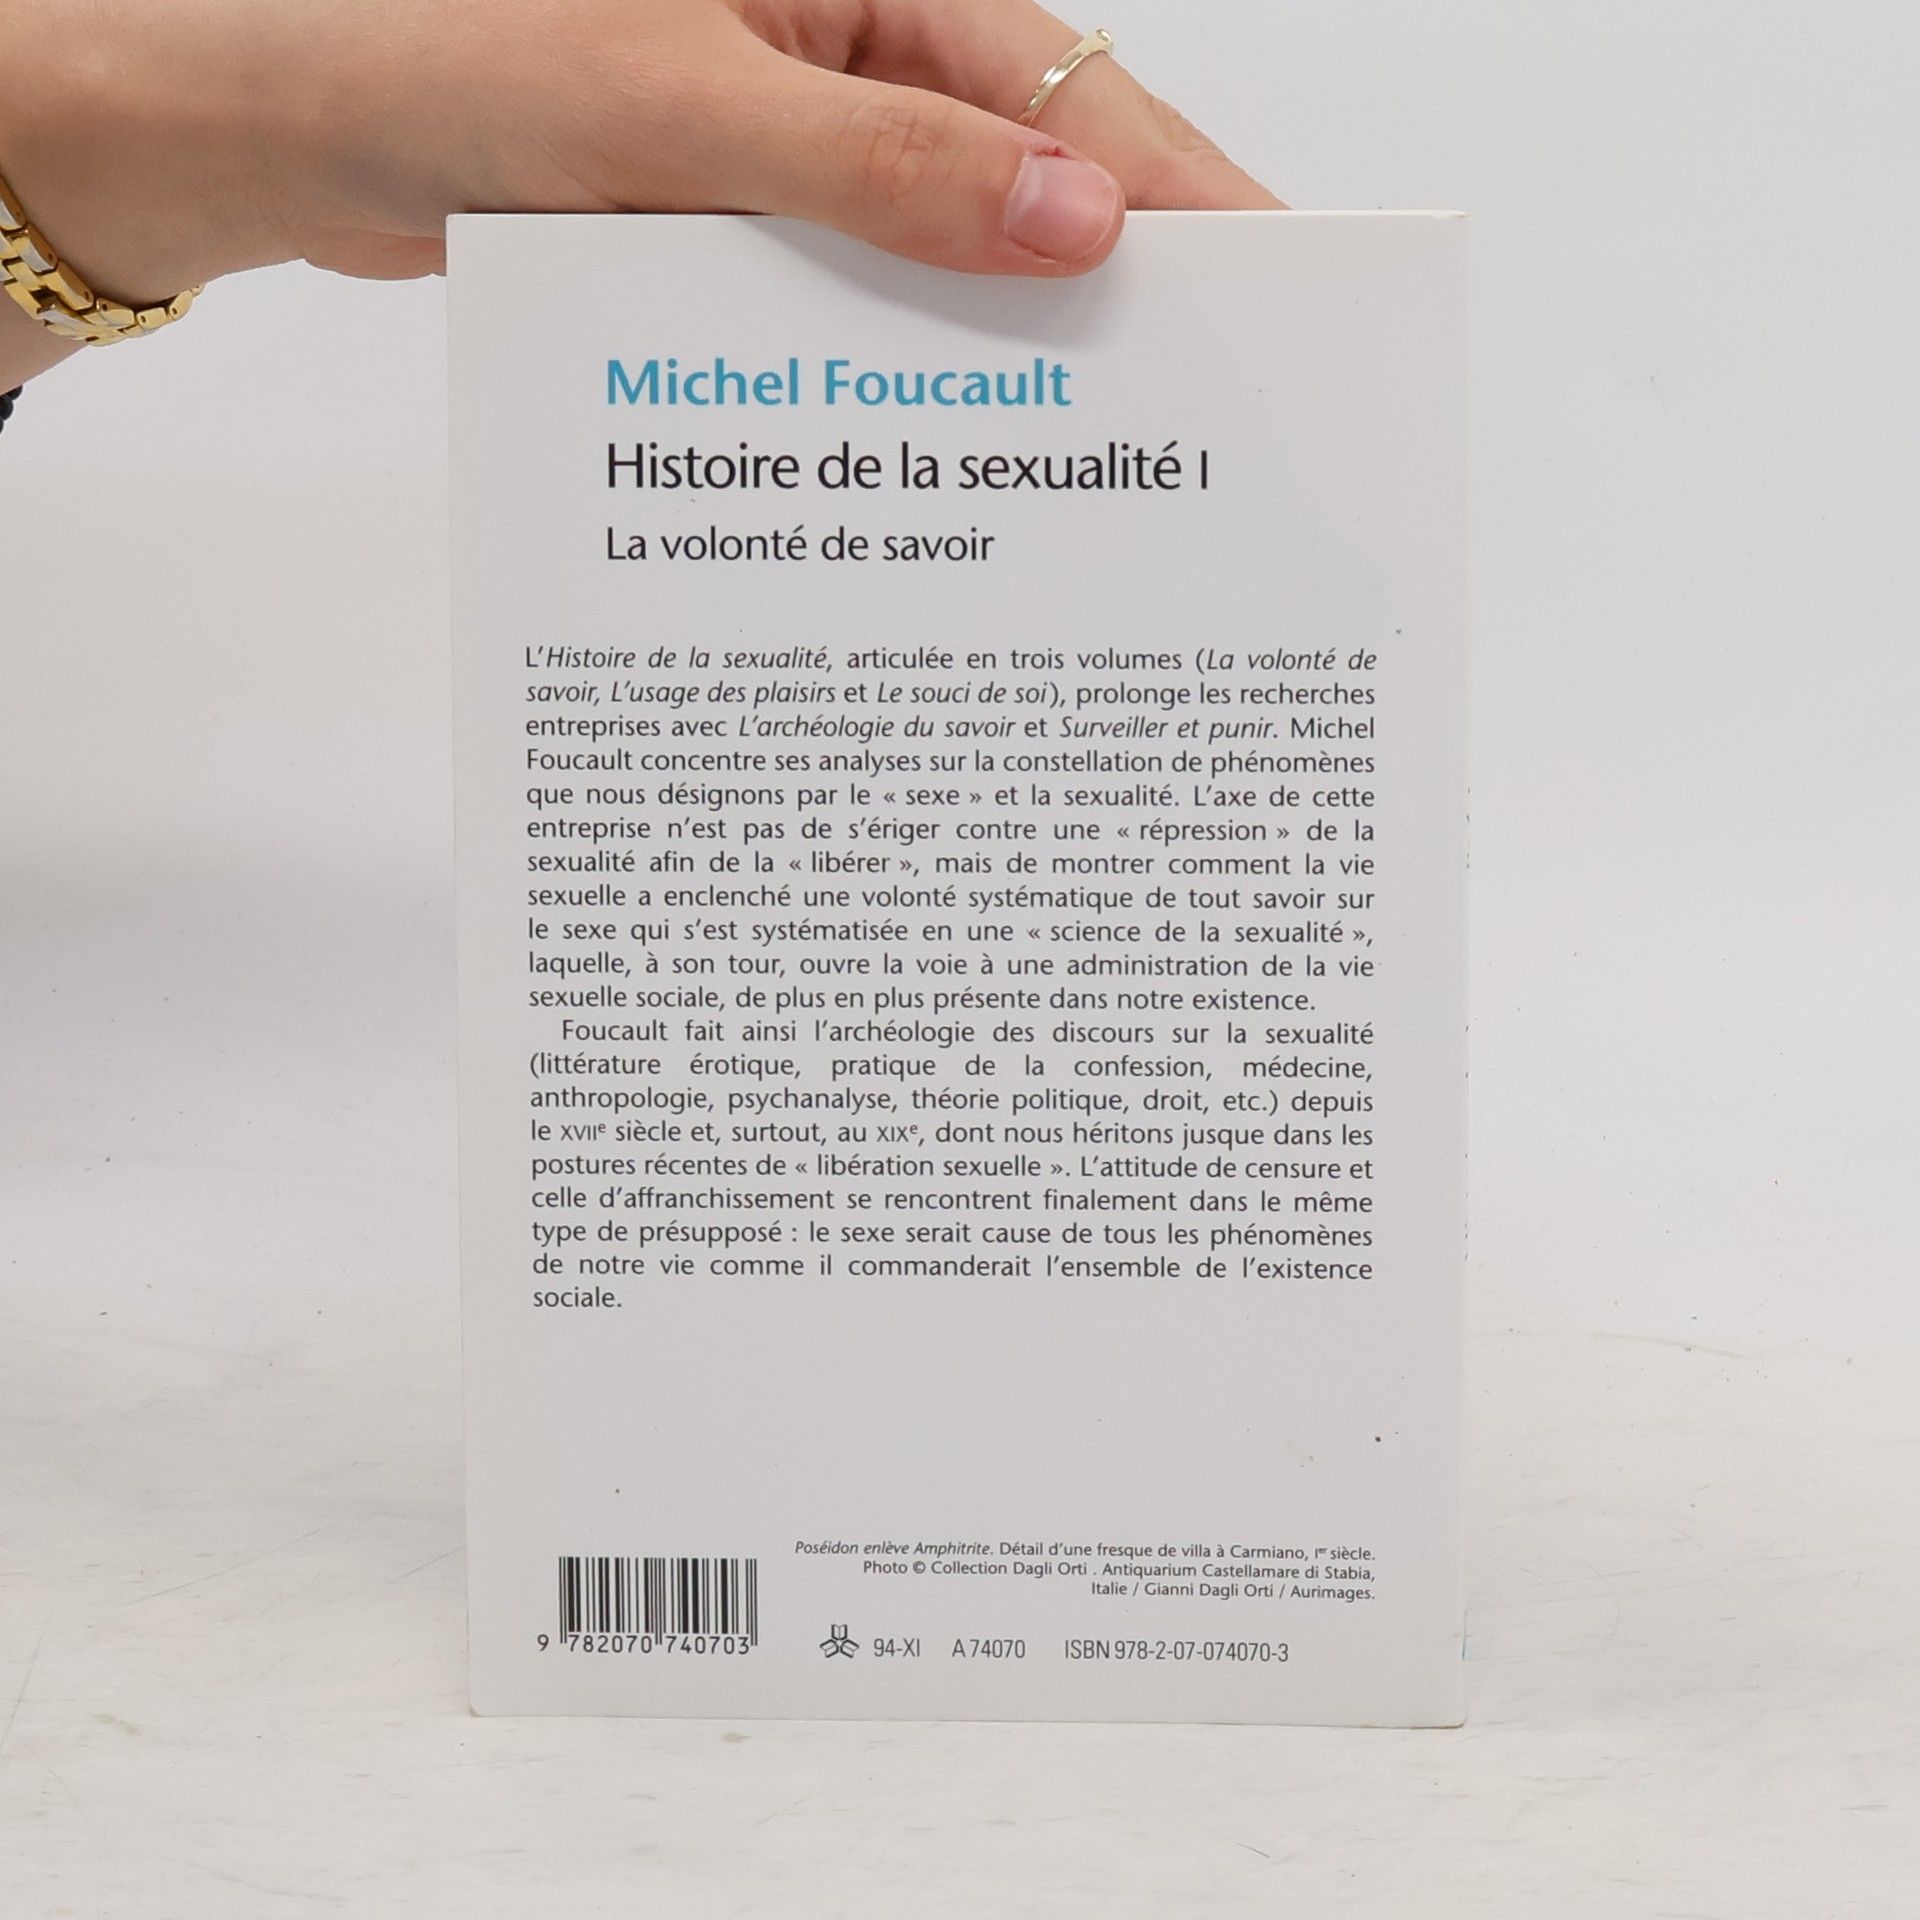 Michel Foucault
Histoire de la sexualité I
La volonté de savoir
L'Histoire de la sexualité, articulée en trois volumes (La volonté de
savoir, L'usage des plaisirs et Le souci de soi), prolonge les recherches
entreprises avec L'archéologie du savoir et Surveiller et punir. Michel
Foucault concentre ses analyses sur la constellation de phénomènes
que nous désignons par le « sexe » et la sexualité. L'axe de cette
entreprise n'est pas de s'ériger contre une « répression » de la
sexualité afin de la « libérer », mais de montrer comment la vie
sexuelle a enclenché une volonté systématique de tout savoir sur
le sexe qui s'est systématisée en une « science de la sexualité »,
laquelle, à son tour, ouvre la voie à une administration de la vie
sexuelle sociale, de plus en plus présente dans notre existence.
Foucault fait ainsi l'archéologie des discours sur la sexualité
(littérature érotique, pratique de la confession, médecine,
anthropologie, psychanalyse, théorie politique, droit, etc.) depuis
le XVIIe siècle et, surtout, au XIXe, dont nous héritons jusque dans les
postures récentes de « libération sexuelle ». L'attitude de censure et
celle d'affranchissement se rencontrent finalement dans le même
type de présupposé : le sexe serait cause de tous les phénomènes
de notre vie comme il commanderait l'ensemble de l'existence
sociale.
Poséidon enlève Amphitrite. Détail d'une fresque de villa à Carmiano, Ier siècle.
Photo © Collection Dagli Orti . Antiquarium Castellamare di Stabia,
Italie / Gianni Dagli Orti / Aurimages.
9 782070 740703
94-XI A 74070 ISBN 978-2-07-074070-3